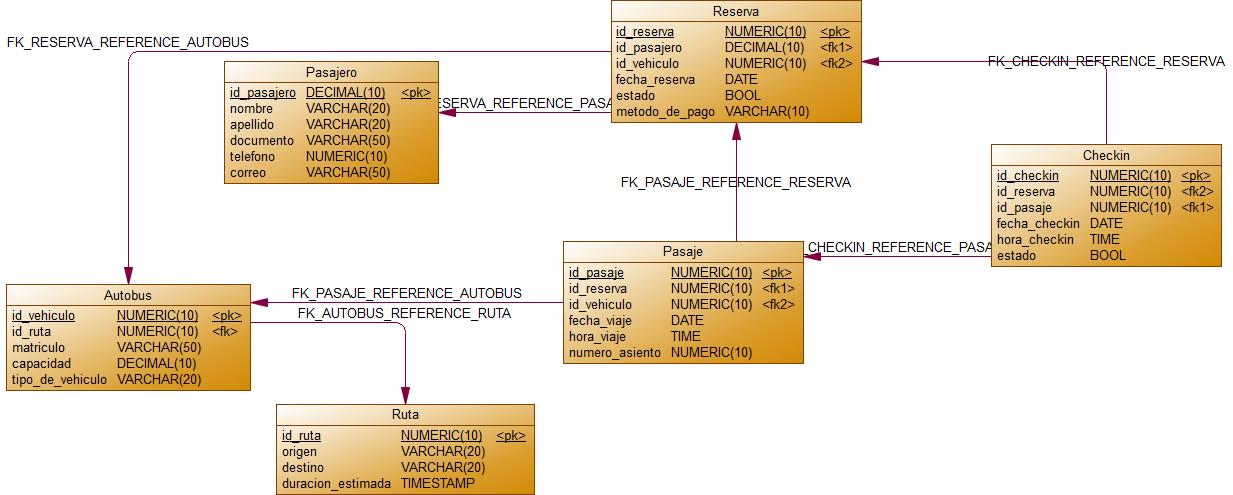 Reserva
id_reserva NUMERIC(10) <pk>
id_pasajero DECIMAL(10) <fk1>
id_vehiculo NUMERIC(10) <fk2>
fecha_reserva DATE
estado BOOL
metodo_de_pago VARCHAR(10)
FK_RESERVA_REFERENCE_AUTOBUS
FK_CHECKIN_REFERENCE_RESERVA
Pasajero
id_pasajero DECIMAL(10) <pk>
nombre VARCHAR(20)
apellido VARCHAR(20)
documento VARCHAR(50)
telefono NUMERIC(10)
correo VARCHAR(50)
ESERVA_REFERENCE_PASA
Checkin
id_checkin NUMERIC(10) <pk>
id_reserva NUMERIC(10) <fk2>
id_pasaje NUMERIC(10) <fk1>
fecha_checkin DATE
hora_checkin TIME
estado BOOL
FK_PASAJE_REFERENCE_RESERVA
CHECKIN_REFERENCE_PASA
Pasaje
id_pasaje NUMERIC(10) <pk>
id_reserva NUMERIC(10) <fk1>
id_vehiculo NUMERIC(10) <fk2>
fecha_viaje DATE
hora_viaje TIME
numero_asiento NUMERIC(10)
FK_PASAJE_REFERENCE_AUTOBUS
FK_AUTOBUS_REFERENCE_RUTA
Autobus
id_vehiculo NUMERIC(10) <pk>
id_ruta NUMERIC(10) <fk>
matriculo VARCHAR(50)
capacidad DECIMAL(10)
tipo_de_vehiculo VARCHAR(20)
Ruta
id_ruta NUMERIC(10) <pk>
origen VARCHAR(20)
destino VARCHAR(20)
duracion_estimada TIMESTAMP